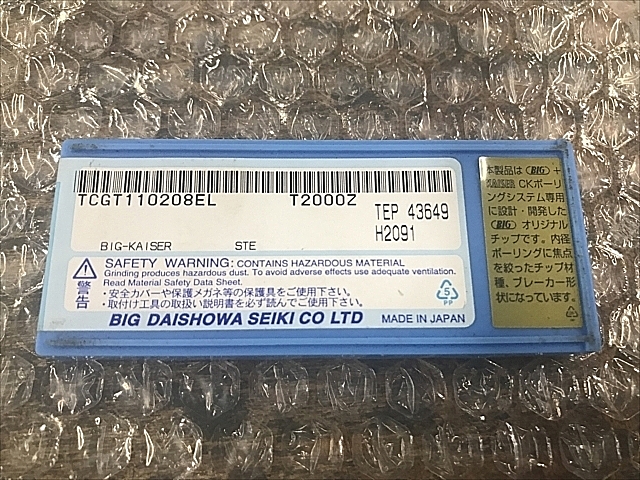 TCGT110208EL T2000Z
TEP 43649
H2091
BIG-KAISER STE
SAFETY WARNING: CONTAINS HAZARDOUS MATERIAL
Grinding produces hazardous dust. To avoid adverse effects use adequate ventilation.
Read Material Safety Data Sheet.
警告
・安全カバーや保護メガネ等の保護具をご使用下さい。
・取付け工具の取扱い説明書を必ず読んでご使用下さい。
PP
BIG DAISHOWA SEIKI CO LTD MADE IN JAPAN
本製品は BIG +
KAISER CKボーリ
ングシステム専用
に設計・開発した
BIG オリジナル
チップです。内径
ボーリングに焦点
を絞ったチップ材
種、ブレーカー形
状になっています。